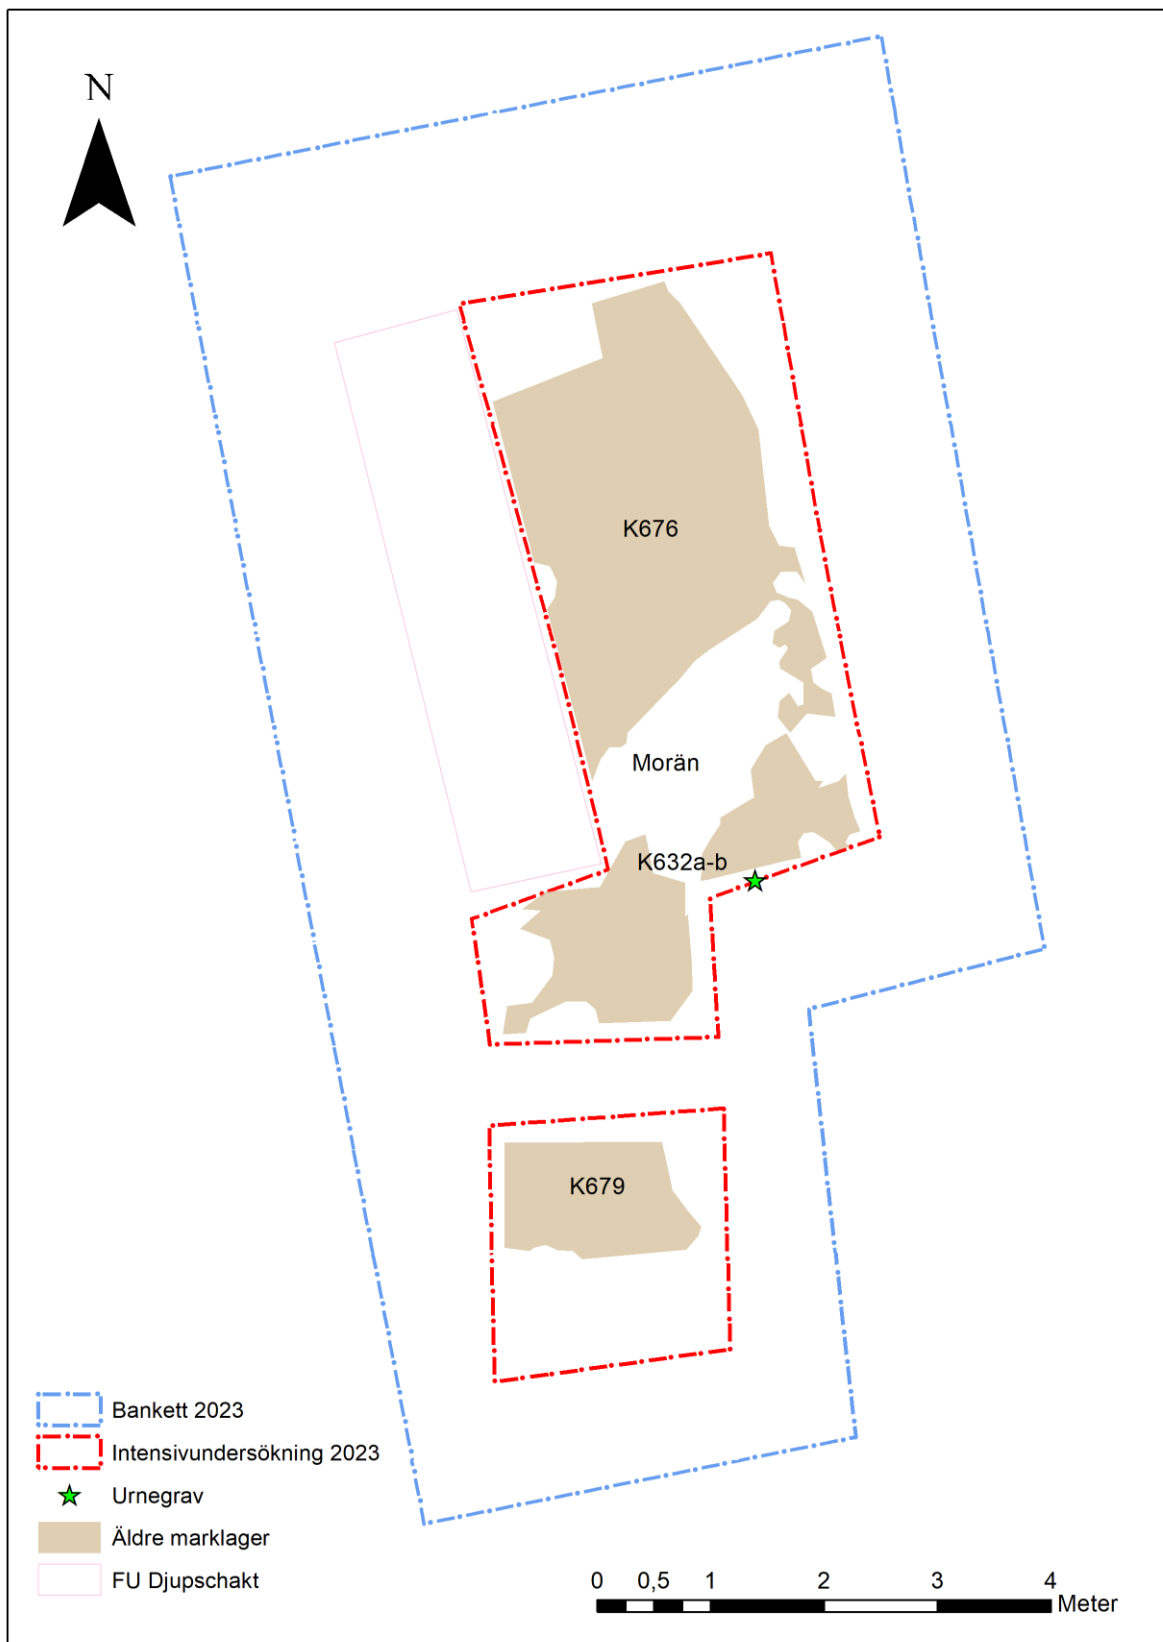 N
K676
Morän
K632a-b
K679
Bankett 2023
Intensivundersökning 2023
Urnegrav
Äldre marklager
FU Djupschakt
0 0,5 1 2 3 4
Meter